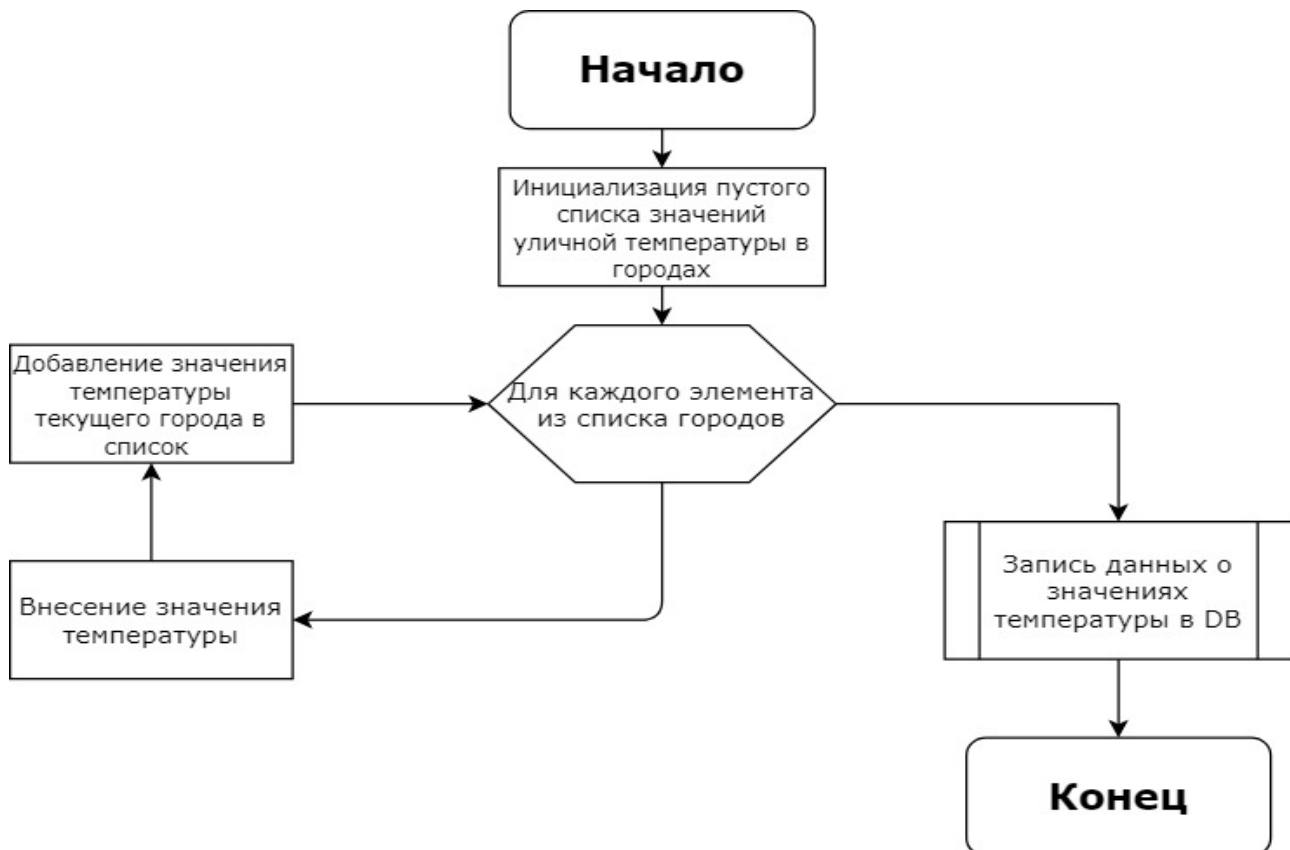 Начало
Инициализация пустого
списка значений
уличной температуры в
городах
Для каждого элемента
из списка городов
Добавление значения
температуры
текущего города в
список
Внесение значения
температуры
Запись данных о
значениях
температуры в DB
Конец